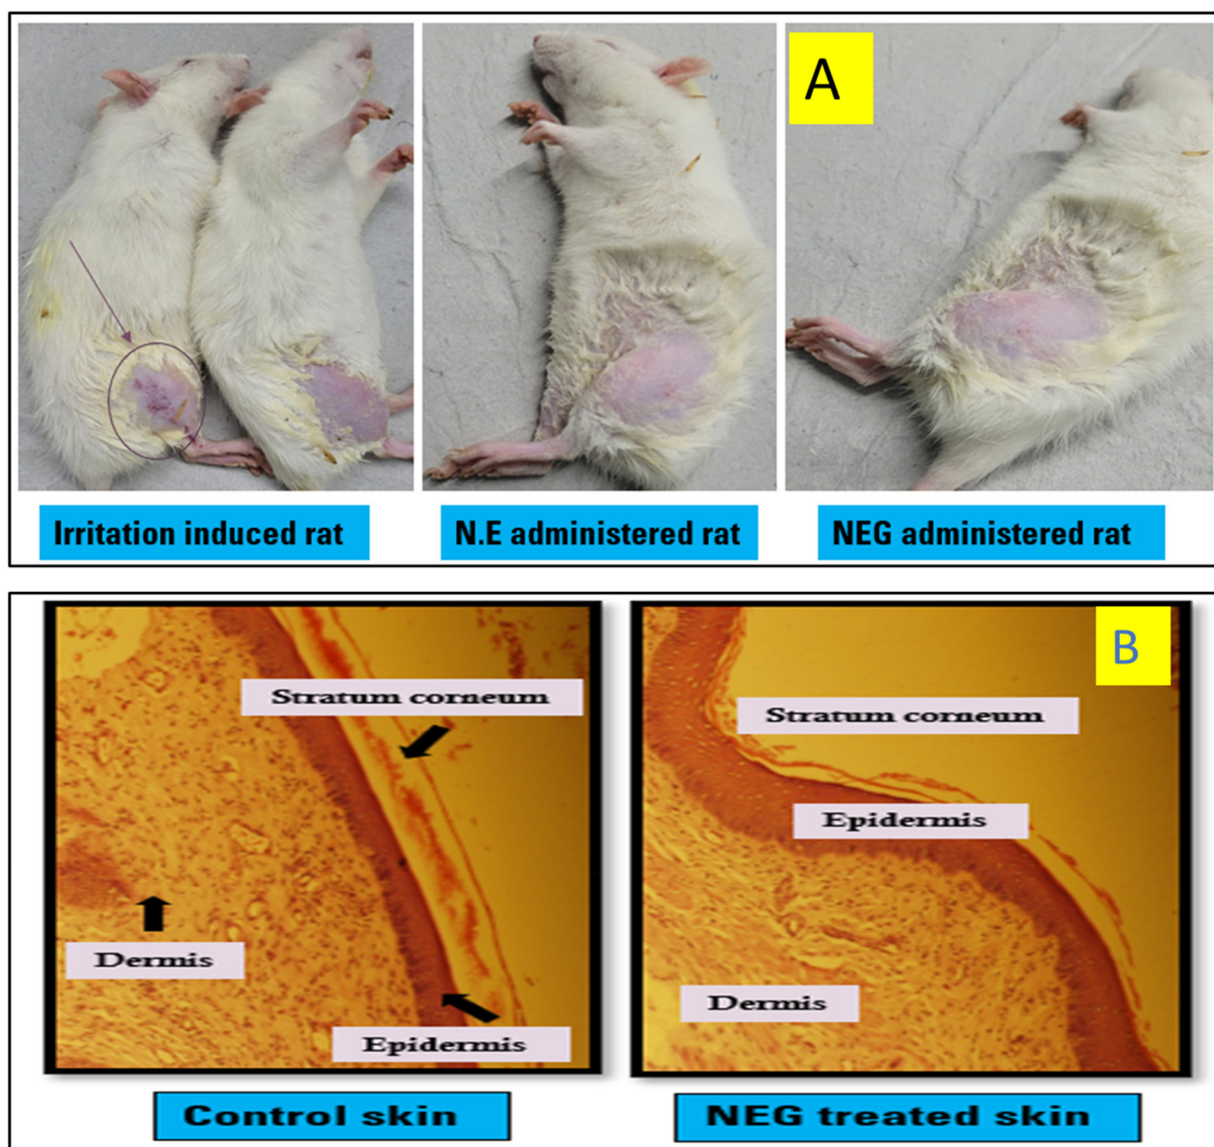 A
Irritation induced rat
N.E administered rat
NEG administered rat
B
Stratum corneum
Dermis
Epidermis
Stratum corneum
Epidermis
Dermis
Control skin
NEG treated skin